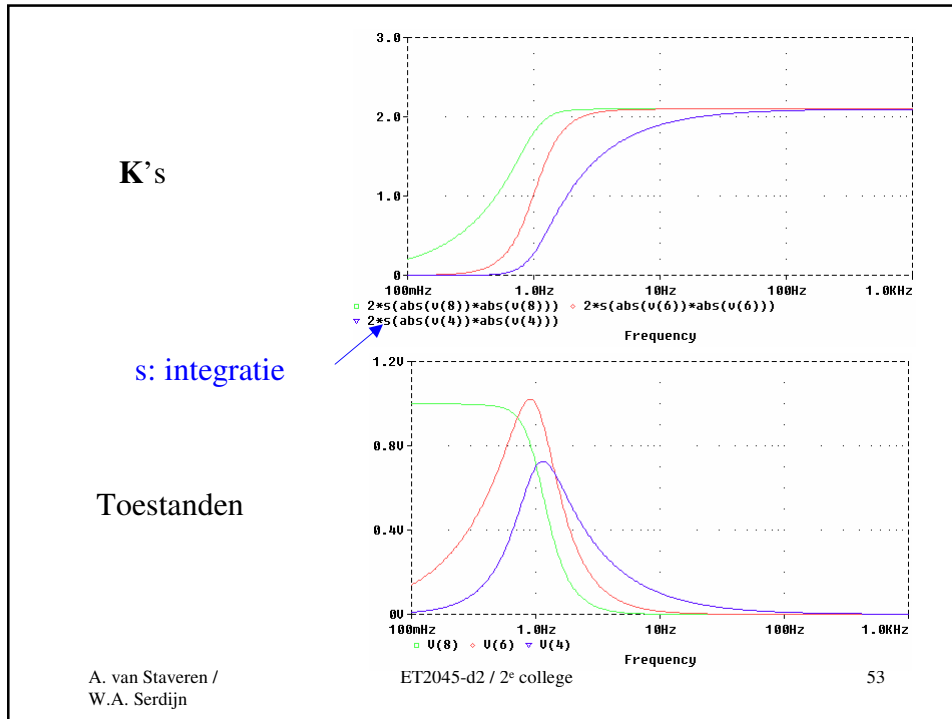 3.0
2.0
1.0
0
100mHz 1.0Hz 10Hz 100Hz 1.0KHz
2*s(abs(v(8))*abs(v(8))) 2*s(abs(v(6))*abs(v(6)))
2*s(abs(v(4))*abs(v(4)))
Frequency
K's
s: integratie
1.2V
0.8V
0.4V
0V
100mHz 1.0Hz 10Hz 100Hz 1.0KHz
V(8) V(6) V(4)
Frequency
Toestanden
A. van Staveren /
W.A. Serdijn
ET2045-d2 / 2e college
53